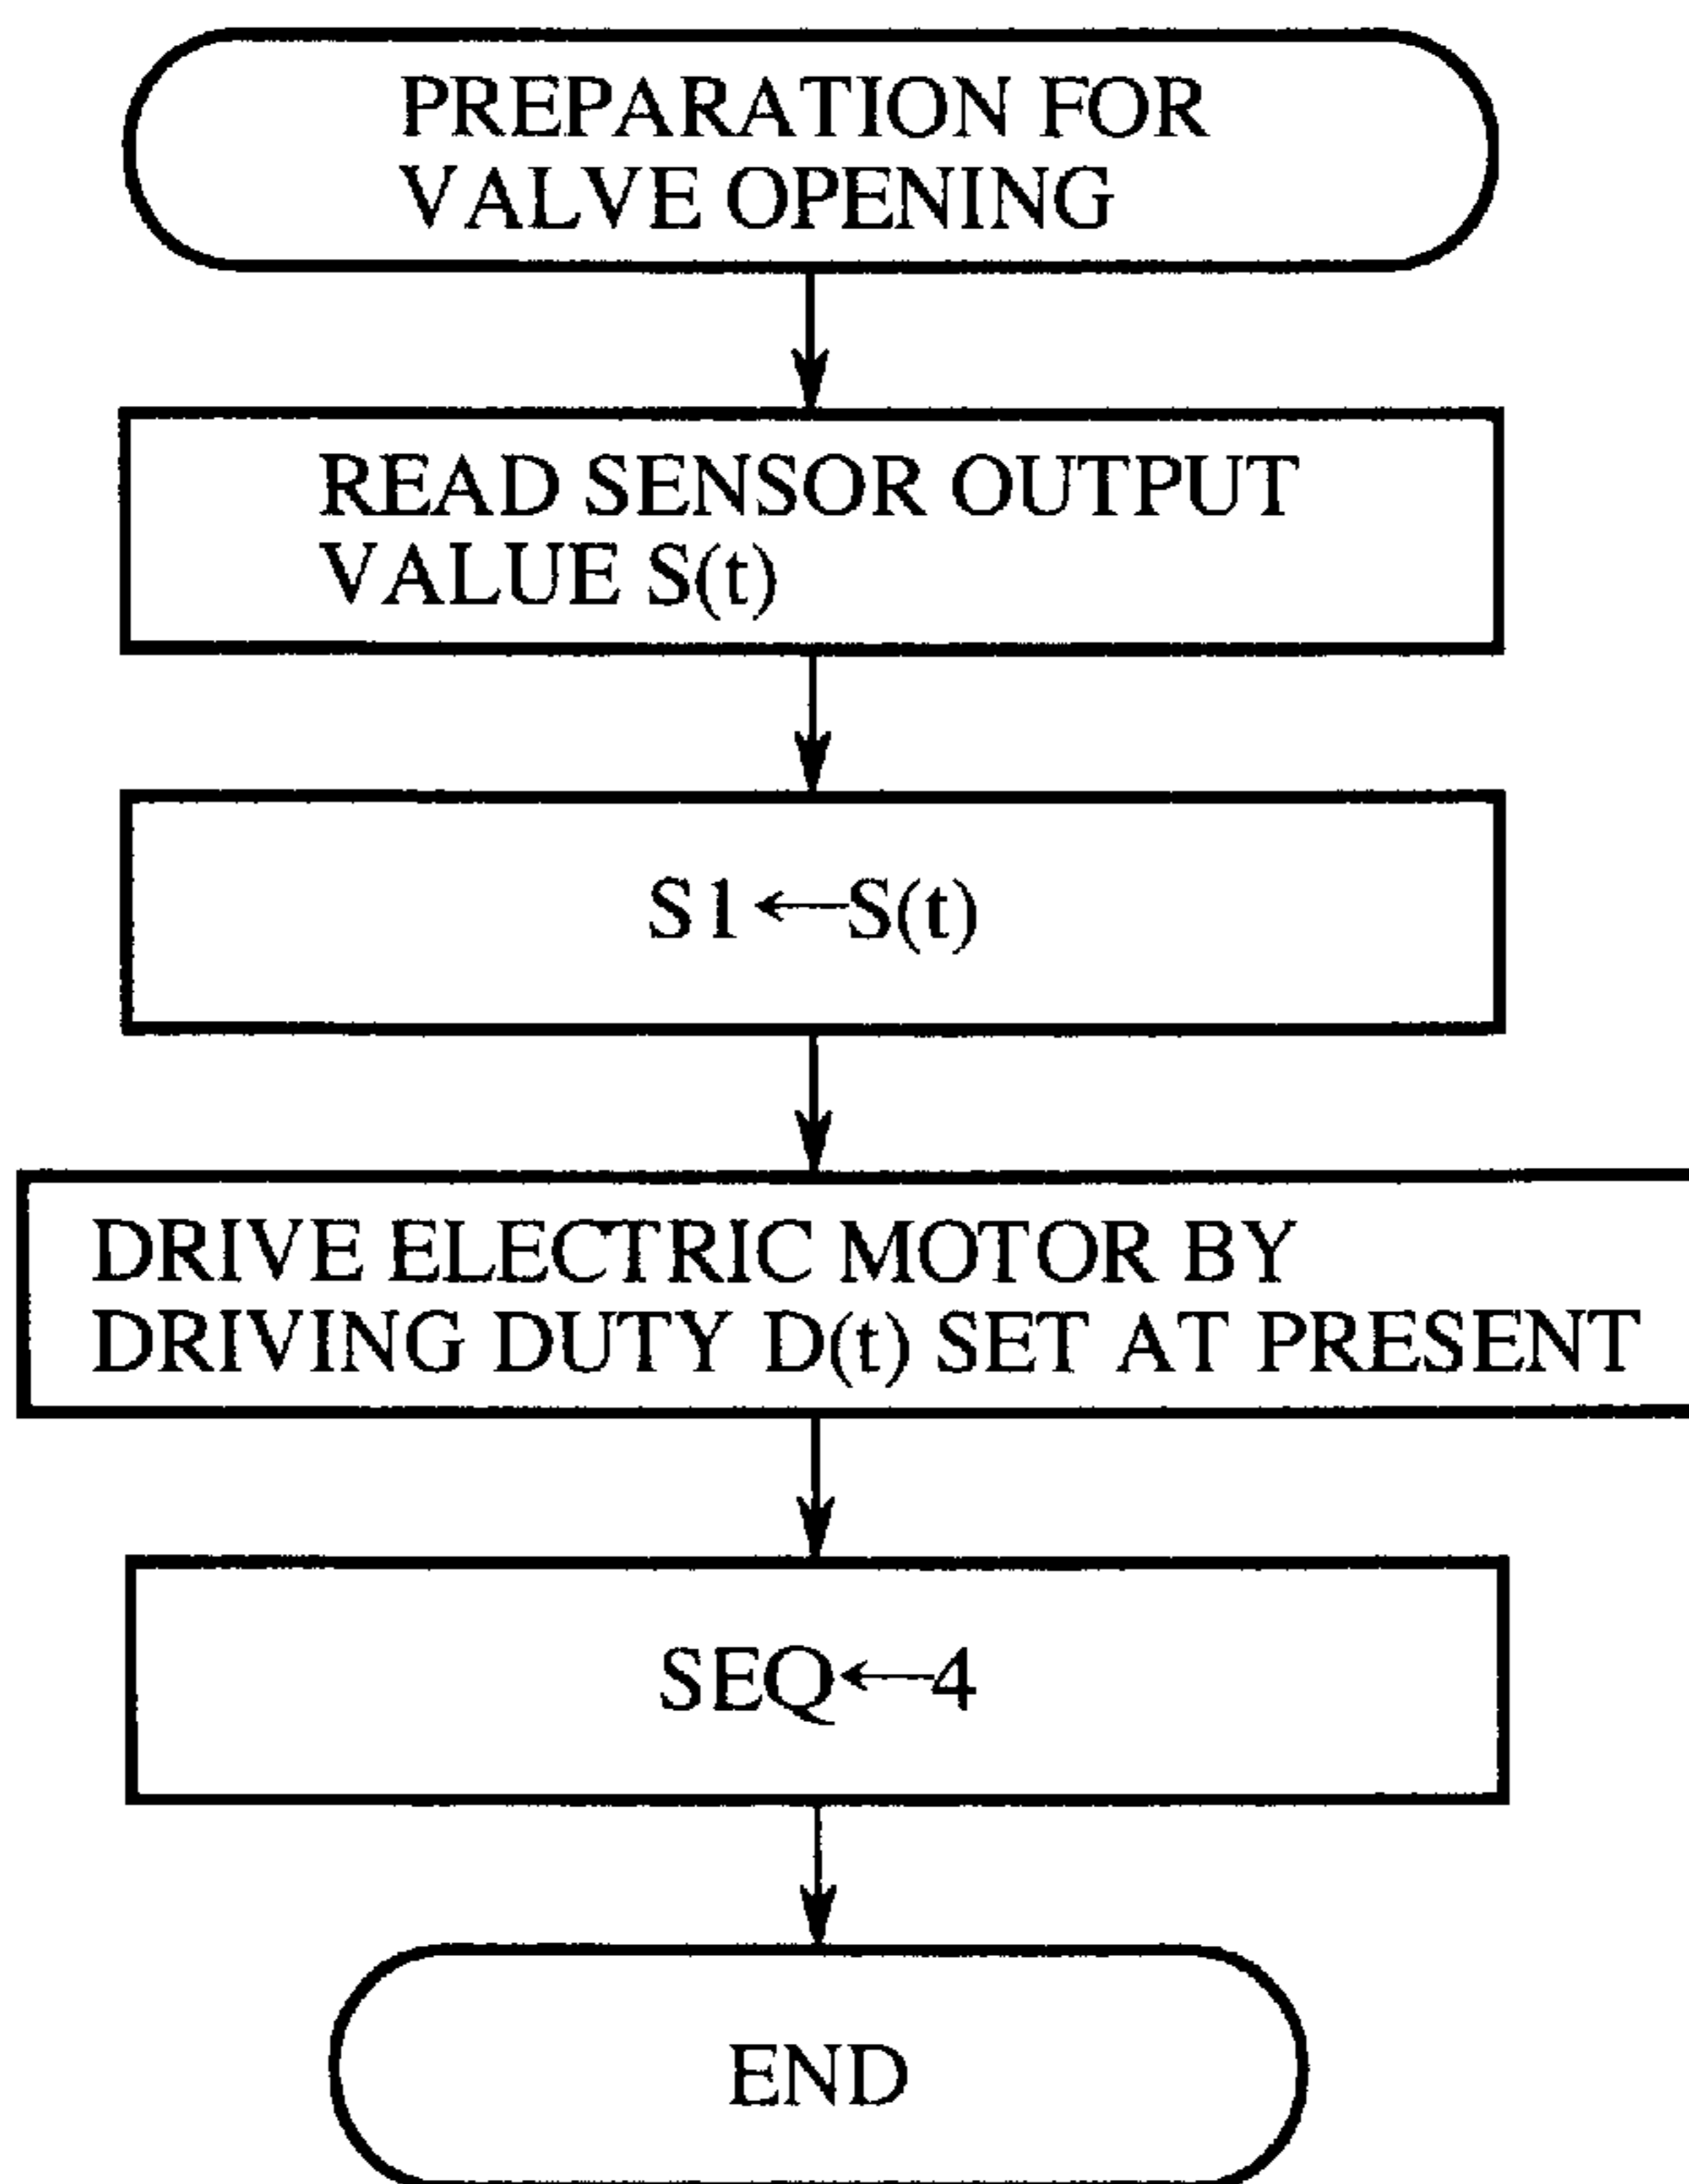 PREPARATION FOR
VALVE OPENING
READ SENSOR OUTPUT
VALUE S(t)
S1←S(t)
DRIVE ELECTRIC MOTOR BY
DRIVING DUTY D(t) SET AT PRESENT
SEQ←4
END